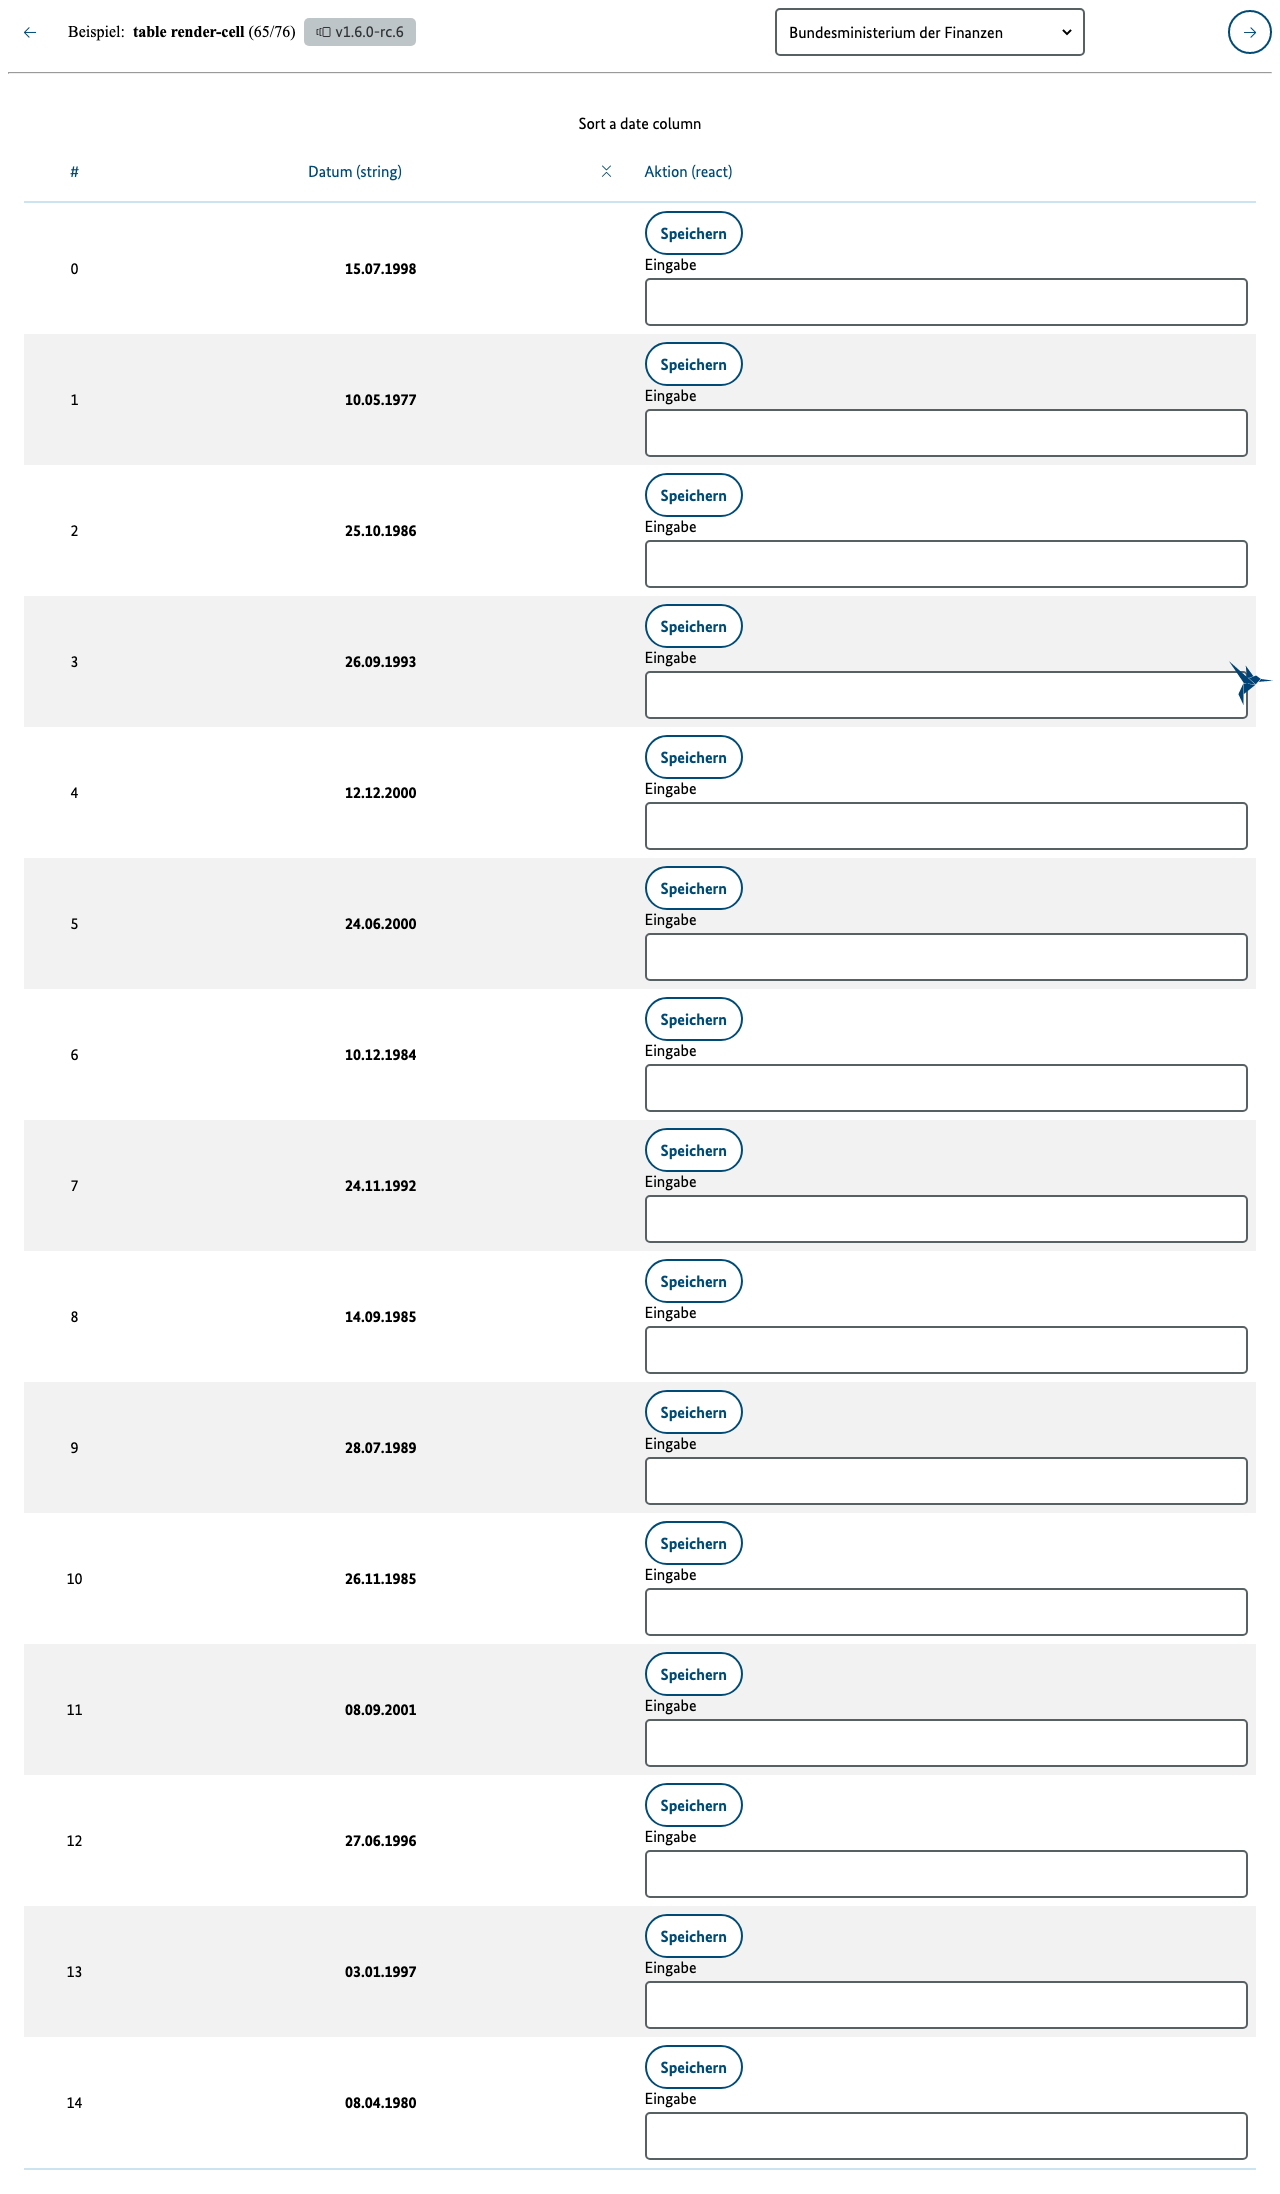 Beispiel: table render-cell (65/76) v1.6.0-rc.6 Bundesministerium der Finanzen
Sort a date column
# Datum (string) Aktion (react)
Speichern
0 15.07.1998 Eingabe
Speichern
1 10.05.1977 Eingabe
Speichern
2 25.10.1986 Eingabe
Speichern
3 26.09.1993 Eingabe
Speichern
4 12.12.2000 Eingabe
Speichern
5 24.06.2000 Eingabe
Speichern
6 10.12.1984 Eingabe
Speichern
7 24.11.1992 Eingabe
Speichern
8 14.09.1985 Eingabe
Speichern
9 28.07.1989 Eingabe
Speichern
10 26.11.1985 Eingabe
Speichern
11 08.09.2001 Eingabe
Speichern
12 27.06.1996 Eingabe
Speichern
13 03.01.1997 Eingabe
Speichern
14 08.04.1980 Eingabe